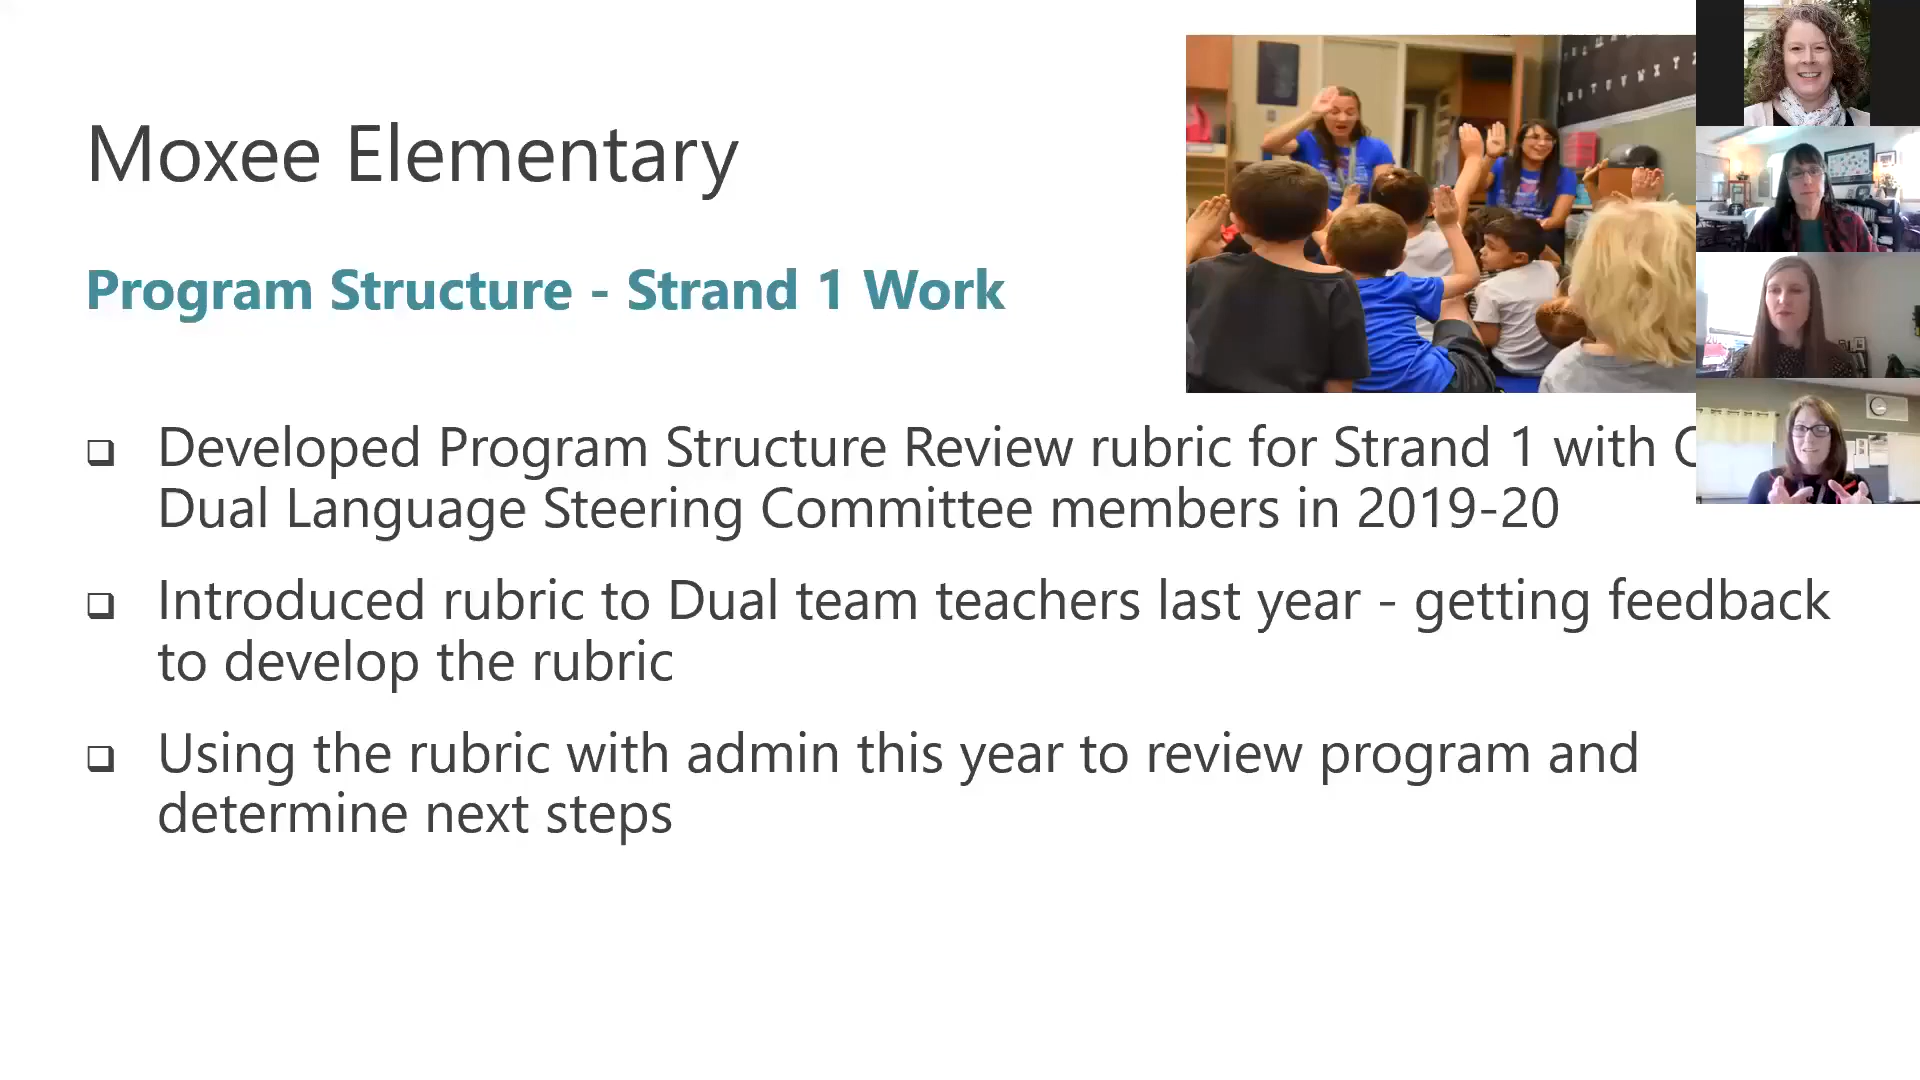 Moxee Elementary
Program Structure - Strand 1 Work
❑ Developed Program Structure Review rubric for Strand 1 with
Dual Language Steering Committee members in 2019-20
❑ Introduced rubric to Dual team teachers last year - getting feedback
to develop the rubric
❑ Using the rubric with admin this year to review program and
determine next steps